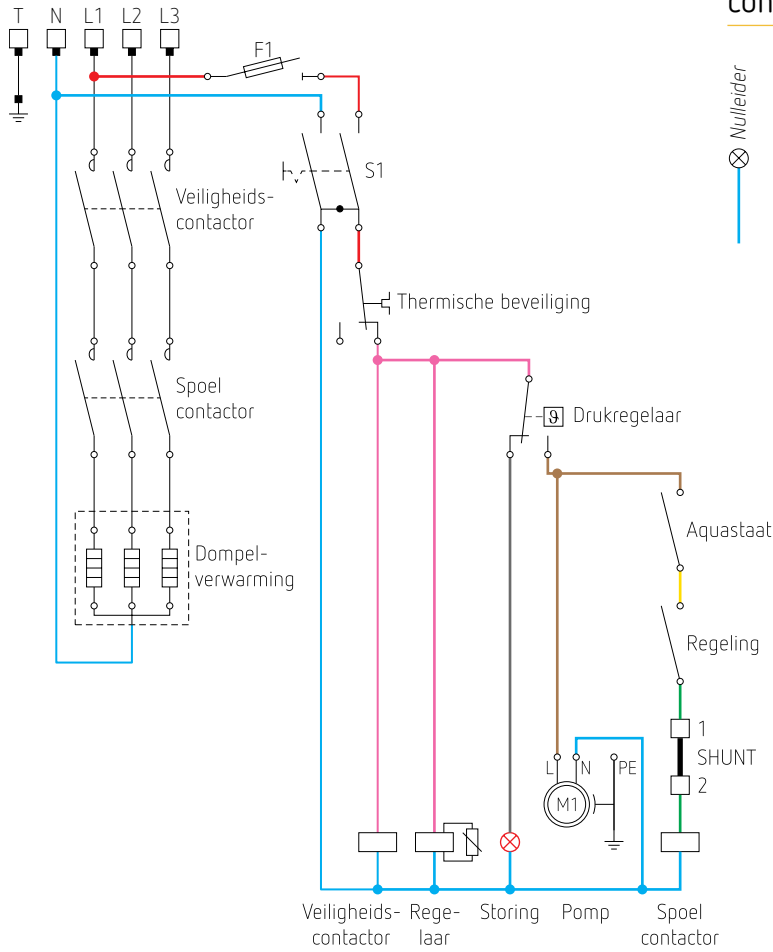 T N L1 L2 L3
F1
S1
Veiligheids-
contactor
Thermische beveiliging
Spoel
contactor
ϑ Drukregelaar
Dompel-
verwarming
Aquastaat
Regeling
1
SHUNT
2
L N PE
M1
Veiligheids-
contactor
Rege-
laar
Storing
Pomp
Spoel
contactor
Nulleider